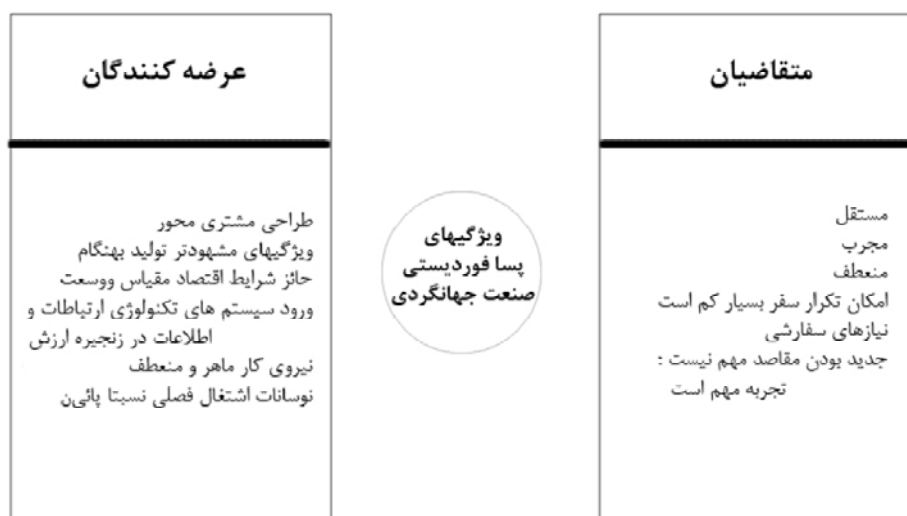 متقاضیان
مستقل
مجرب
منعطف
امکان تکرار سفر بسیار کم است
نیازهای سفارشی
جدید بودن مقاصد مهم نیست ؛
تجربه مهم است
ویژگیهای
پسا فوردیستی
صنعت جهانگردی
عرضه کنندگان
طراحی مشتری محور
ویژگیهای مشهودتر تولید بهنگام
حائز شرایط اقتصاد مقیاس ووسعت
ورود سیستم های تکنولوژی ارتباطات و
اطلاعات در زنجیره ارزش
نیروی کار ماهر و منعطف
نوسانات اشتغال فصلی نسبتا پائین